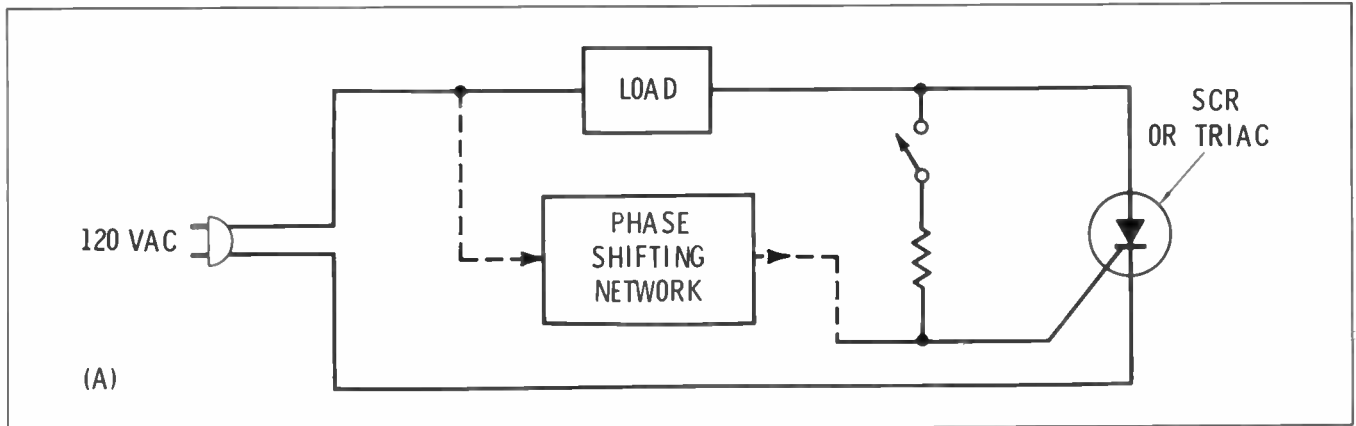 LOAD
SCR
OR TRIAC
120 VAC
PHASE
SHIFTING
NETWORK
(A)